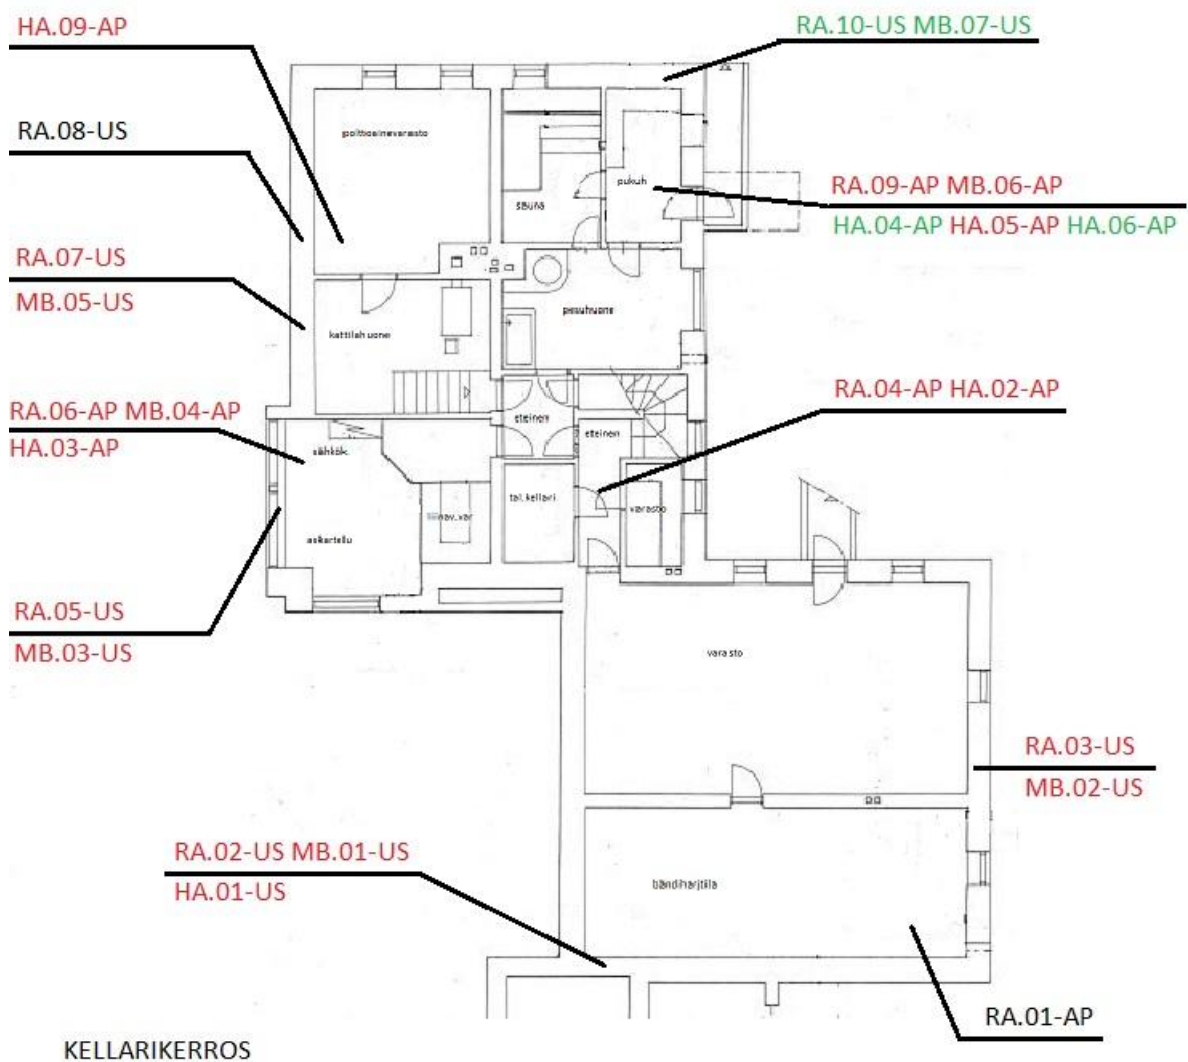 HA.09-AP
RA.10-US MB.07-US
RA.08-US
polttoainevarasto
pukuh
sauna
RA.09-AP MB.06-AP
HA.04-AP HA.05-AP HA.06-AP
RA.07-US
MB.05-US
pesuhuone
kattilahuone
RA.04-AP HA.02-AP
RA.06-AP MB.04-AP
HA.03-AP
eteinen
eteinen
sähkök.
tal.kellari.
varasto
askartelu
RA.05-US
MB.03-US
varasto
RA.03-US
MB.02-US
RA.02-US MB.01-US
HA.01-US
bändiharjtila
RA.01-AP
KELLARIKERROS